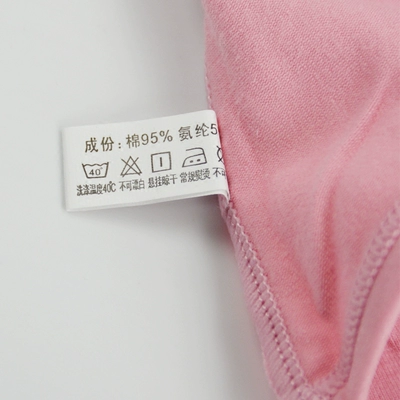 成份: 棉95% 氨纶5
40°
洗涤温度40℃ 不可漂白 悬挂晾干 常规熨烫 不